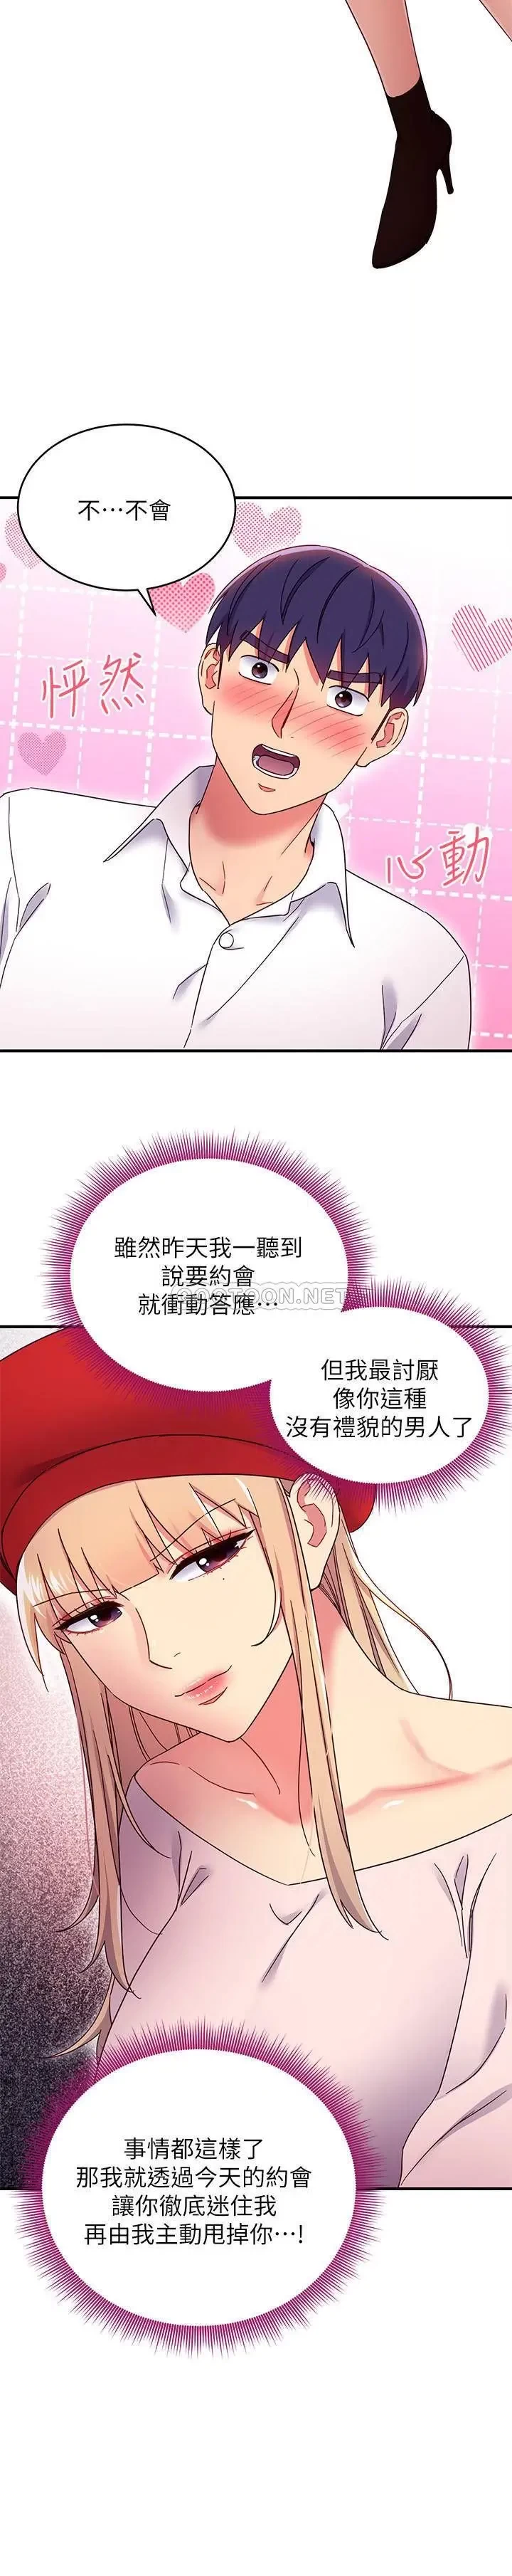 不⋯不會
怦然
心動
雖然昨天我一聽到
說要約會
就衝動答應⋯
但我最討厭
像你這種
沒有禮貌的男人了
事情都這樣了
那我就透過今天的約會
讓你徹底迷住我
再由我主動甩掉你⋯!